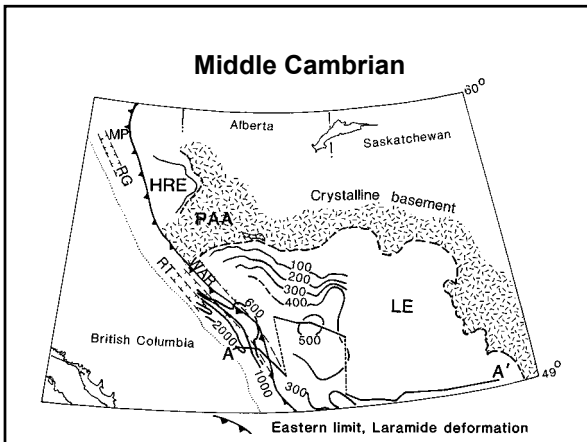 Middle Cambrian
60°
Alberta
Saskatchewan
MP
RG
HRE
PAA
Crystalline basement
WAR
RT
100
200
300
400
600
LE
500
British Columbia
2000
A
1000
300
A'
49°
Eastern limit, Laramide deformation